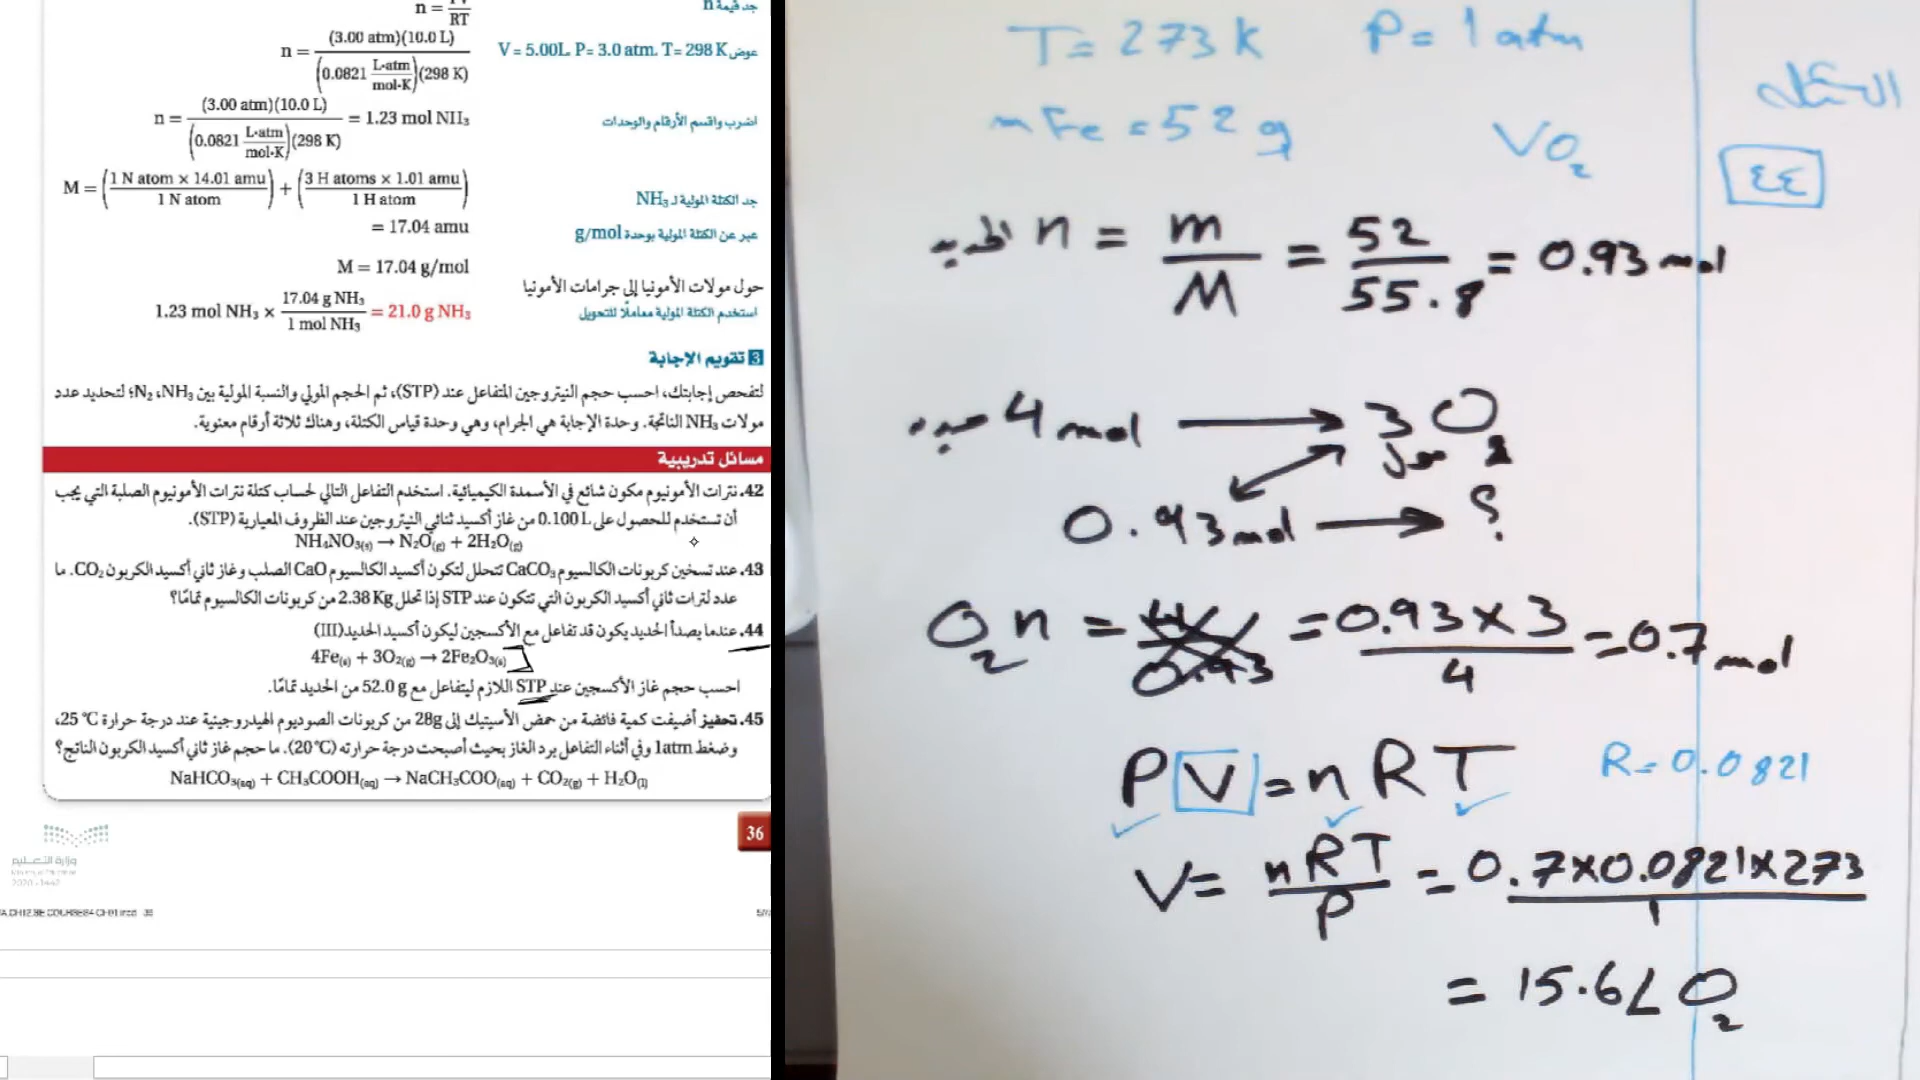 n = PV/RT جد قيمة n
n = (3.00 atm)(10.0 L) / (0.0821 L·atm/mol·K)(298 K) عوض V = 5.00L, P= 3.0 atm, T= 298 K
n = (3.00 atm)(10.0 L) / (0.0821 L·atm/mol·K)(298 K) = 1.23 mol NH₃ اضرب واقسم الأرقام والوحدات
M = (1 N atom × 14.01 amu / 1 N atom) + (3 H atoms × 1.01 amu / 1 H atom) جد الكتلة المولية لـ NH₃
= 17.04 amu عبر عن الكتلة المولية بوحدة g/mol
M = 17.04 g/mol
حول مولات الأمونيا إلى جرامات الأمونيا
1.23 mol NH₃ × 17.04 g NH₃ / 1 mol NH₃ = 21.0 g NH₃ استخدم الكتلة المولية معاملًا للتحويل
3 تقويم الإجابة
لتفحص إجابتك، احسب حجم النيتروجين المتفاعل عند (STP)، ثم الحجم المولي والنسبة المولية بين N₂ ،NH₃؛ لتحديد عدد
مولات NH₃ الناتجة. وحدة الإجابة هي الجرام، وهي وحدة قياس الكتلة، وهناك ثلاثة أرقام معنوية.
مسائل تدريبية
42. نترات الأمونيوم مكون شائع في الأسمدة الكيميائية. استخدم التفاعل التالي لحساب كتلة نترات الأمونيوم الصلبة التي يجب
أن تستخدم للحصول على 0.100 L من غاز أكسيد ثنائي النيتروجين عند الظروف المعيارية (STP).
NH₄NO₃(s) → N₂O(g) + 2H₂O(g)
43. عند تسخين كربونات الكالسيوم CaCO₃ تتحلل لتكون أكسيد الكالسيوم CaO الصلب وغاز ثاني أكسيد الكربون CO₂. ما
عدد لترات ثاني أكسيد الكربون التي تتكون عند STP إذا تحلل 2.38 Kg من كربونات الكالسيوم تمامًا؟
44. عندما يصدأ الحديد يكون قد تفاعل مع الأكسجين ليكون أكسيد الحديد (III)
4Fe(s) + 3O₂(g) → 2Fe₂O₃(s)
احسب حجم غاز الأكسجين عند STP اللازم ليتفاعل مع 52.0 g من الحديد تمامًا.
45. تحفيز أضيفت كمية فائضة من حمض الأسيتيك إلى 28g من كربونات الصوديوم الهيدروجينية عند درجة حرارة 25 °C،
وضغط 1atm وفي أثناء التفاعل برد الغاز بحيث أصبحت درجة حرارته (20°C). ما حجم غاز ثاني أكسيد الكربون الناتج؟
NaHCO₃(aq) + CH₃COOH(aq) → NaCH₃COO(aq) + CO₂(g) + H₂O(l)
36
وزارة التعليم
2020 - 1442
T = 273 K P = 1 atm
m Fe = 52 g VO₂
٤٤
الحديد n = m/M = 52/55.8 = 0.93 mol
حديد 4 mol → 3 O₂
مول
0.93 mol → ?
O₂ n = 0.93 × 3 / 4 = 0.7 mol
PV = nRT R = 0.0821
V = nRT/P = 0.7×0.0821×273 / 1
= 15.6 L O₂